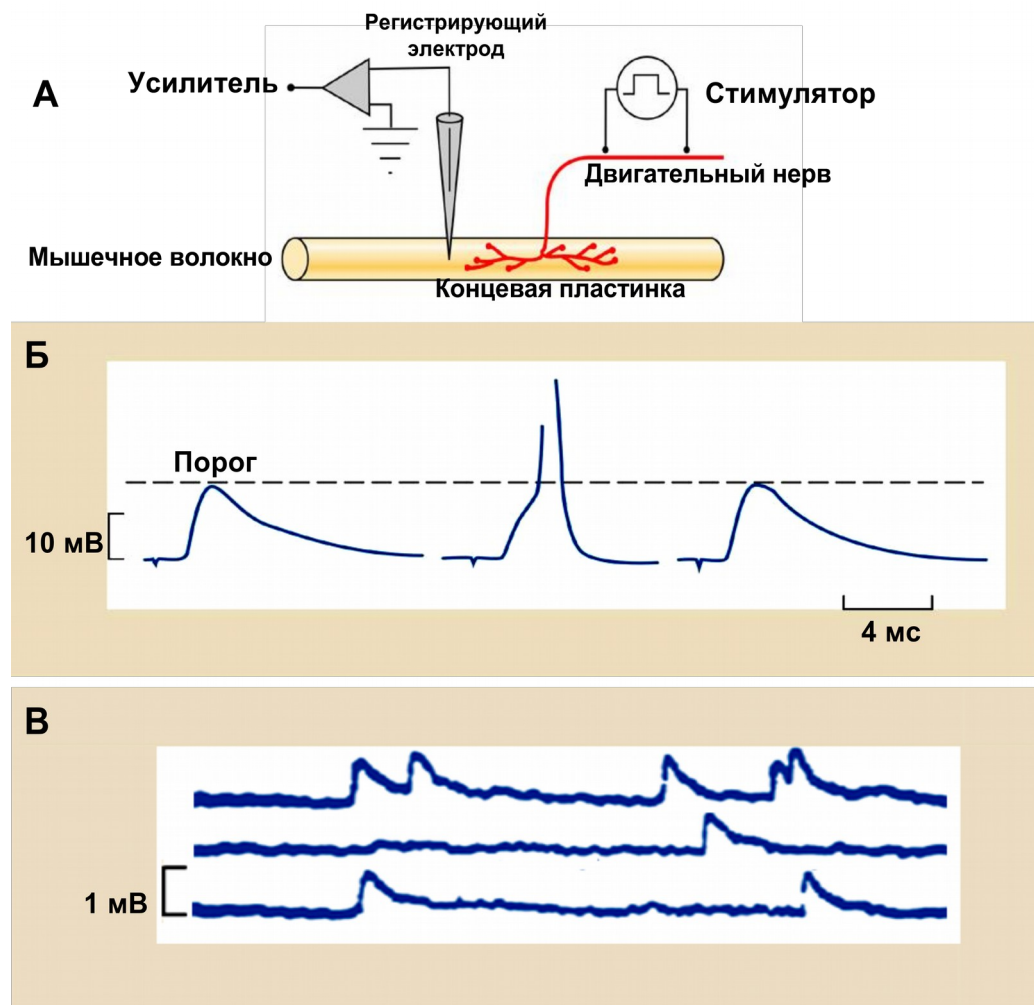 А
Регистрирующий
электрод
Усилитель
Стимулятор
Двигательный нерв
Мышечное волокно
Концевая пластинка
Б
Порог
10 мВ
4 мс
В
1 мВ